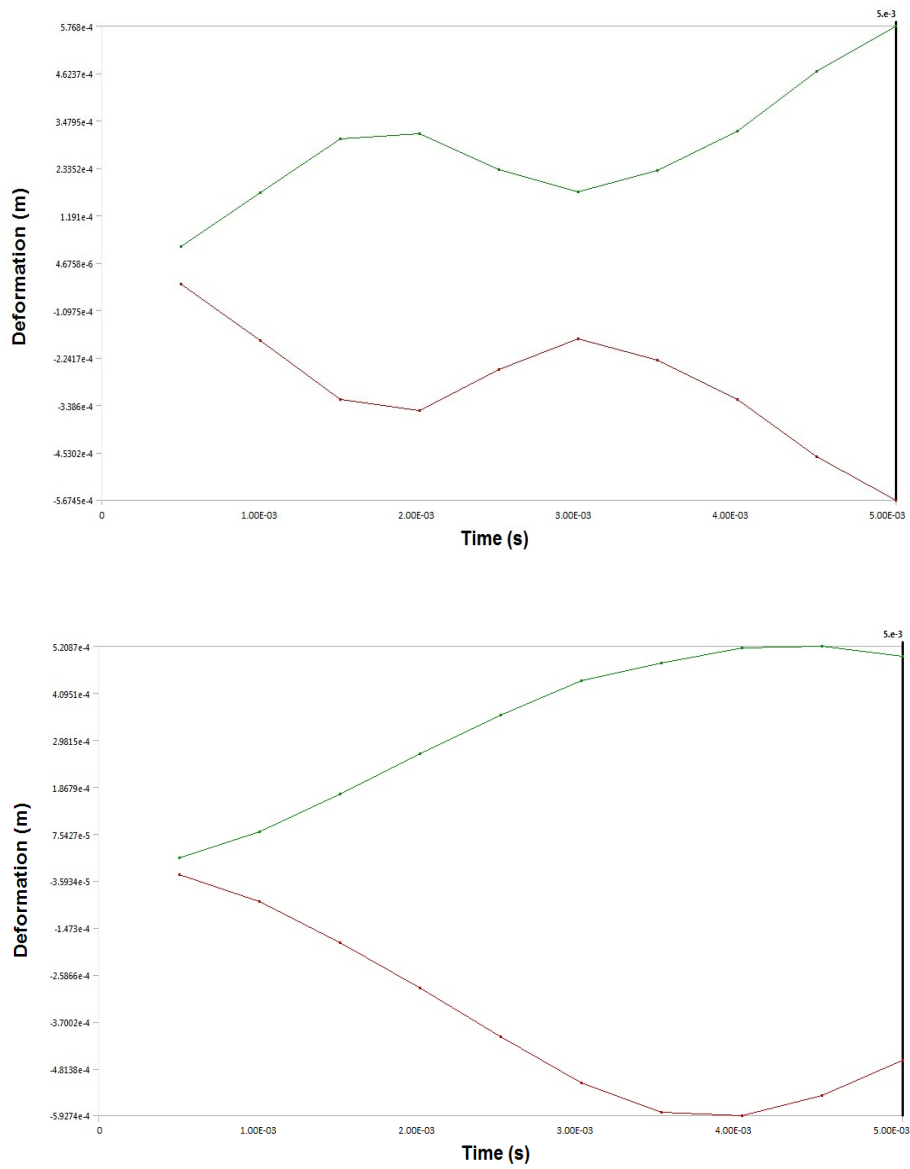 5.e-3
5.768e-4
4.6237e-4
3.4795e-4
2.3352e-4
1.191e-4
4.6758e-6
-1.0975e-4
-2.2417e-4
-3.386e-4
-4.5302e-4
-5.6745e-4
Deformation (m)
0 1.00E-03 2.00E-03 3.00E-03 4.00E-03 5.00E-03
Time (s)
5.e-3
5.2087e-4
4.0951e-4
2.9815e-4
1.8679e-4
7.5427e-5
-3.5934e-5
-1.473e-4
-2.5866e-4
-3.7002e-4
-4.8138e-4
-5.9274e-4
Deformation (m)
0 1.00E-03 2.00E-03 3.00E-03 4.00E-03 5.00E-03
Time (s)